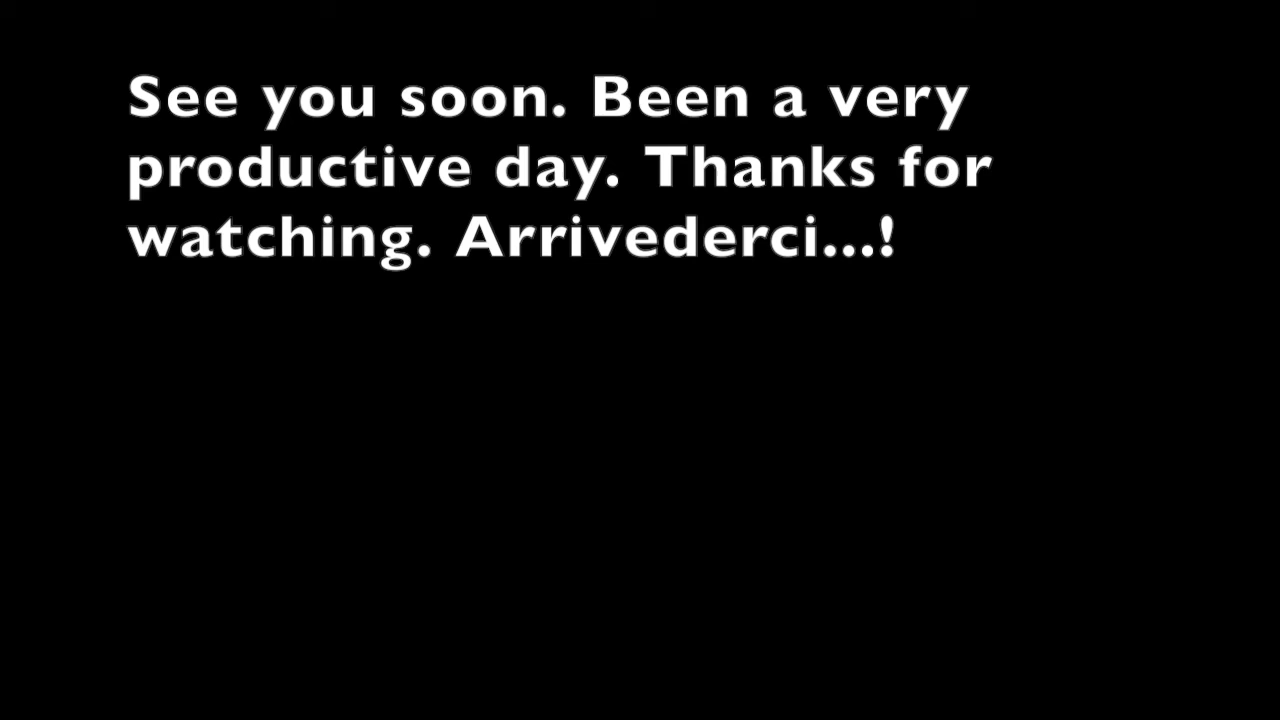 See you soon. Been a very
productive day. Thanks for
watching. Arrivederci...!